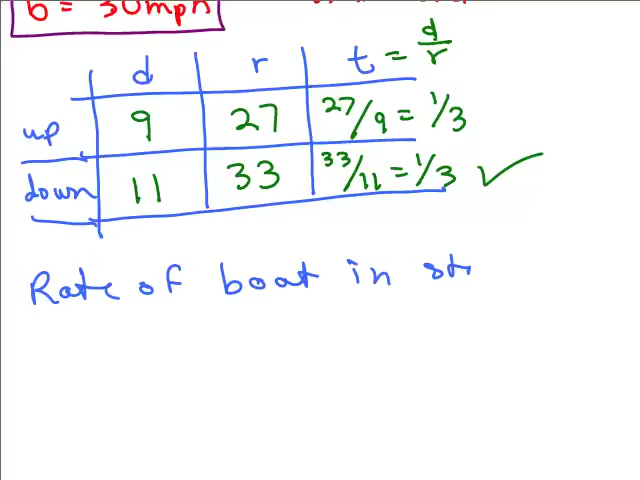 b = 30mph
d r t = d/r
up 9 27 27/9 = 1/3
down 11 33 33/11 = 1/3 ✓
Rate of boat in st